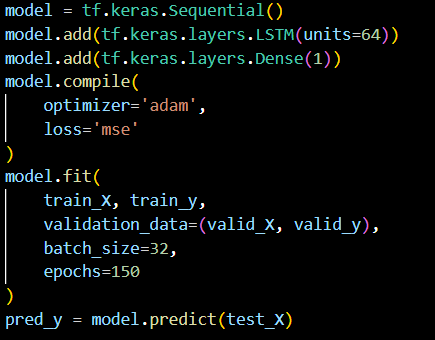 model = tf.keras.Sequential()
model.add(tf.keras.layers.LSTM(units=64))
model.add(tf.keras.layers.Dense(1))
model.compile(
    optimizer='adam',
    loss='mse'
)
model.fit(
    train_X, train_y,
    validation_data=(valid_X, valid_y),
    batch_size=32,
    epochs=150
)
pred_y = model.predict(test_X)